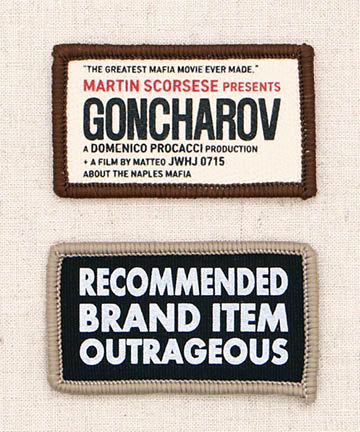 "THE GREATEST MAFIA MOVIE EVER MADE."
MARTIN SCORSESE PRESENTS
GONCHAROV
A DOMENICO PROCACCI PRODUCTION
+ A FILM BY MATTEO JWHJ 0715
ABOUT THE NAPLES MAFIA
RECOMMENDED
BRAND ITEM
OUTRAGEOUS